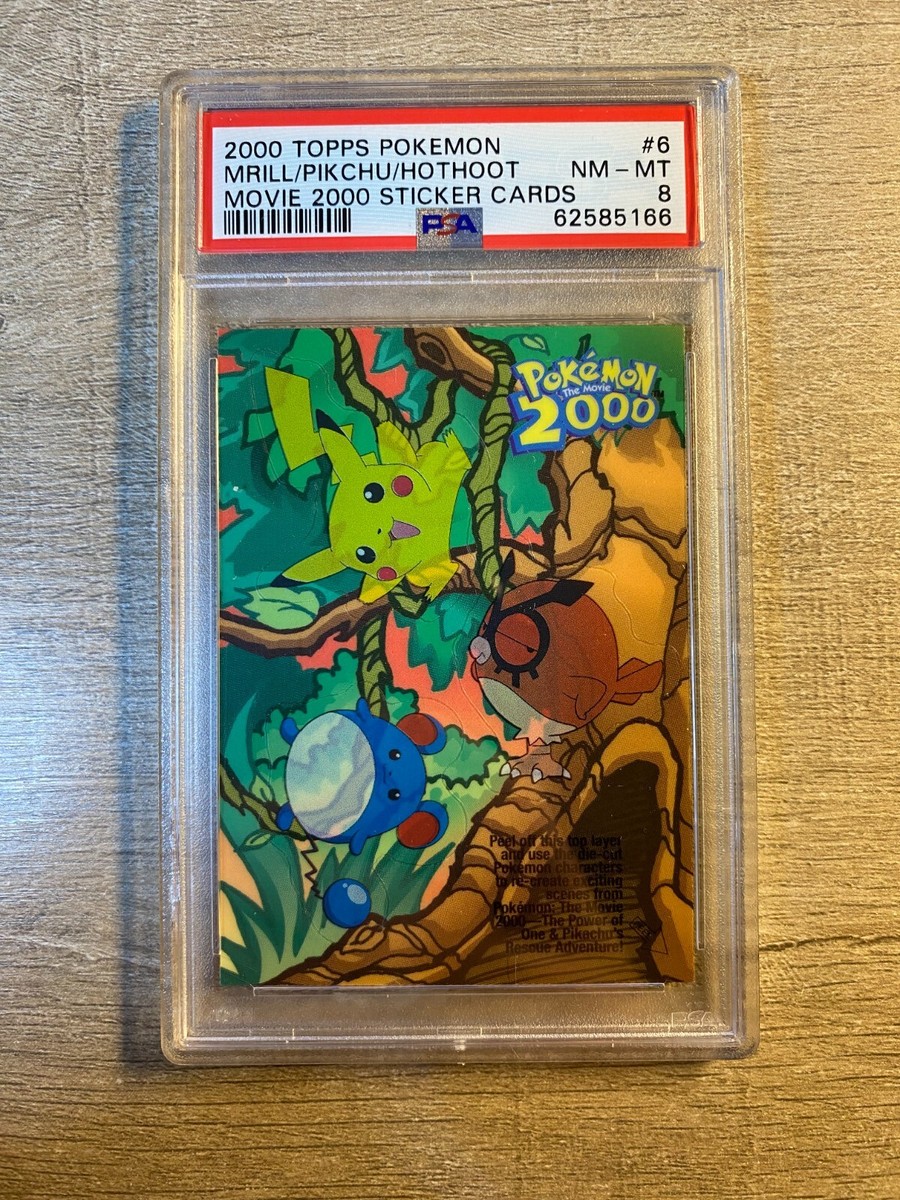 2000 TOPPS POKEMON #6
MRILL/PIKCHU/HOTHOOT NM - MT
MOVIE 2000 STICKER CARDS 8
PSA 62585166
POKéMON
The Movie
2000
Peel off this top layer
and use the die-cut
Pokémon characters
to re-create exciting
scenes from
Pokémon: The Movie
2000—The Power of
One & Pikachu's
Rescue Adventure!
PSA